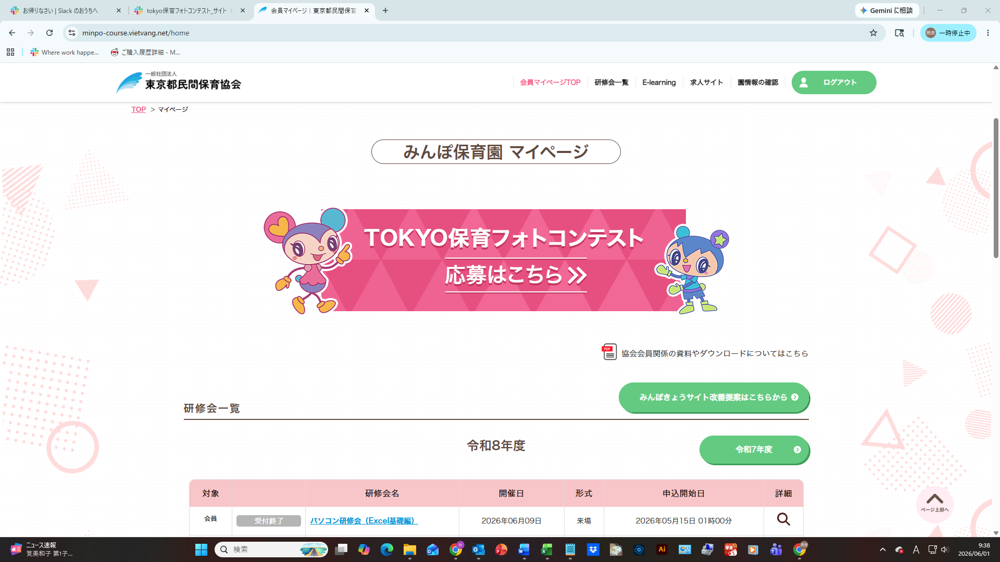 お帰りなさい | Slack のおうちへ
tokyo保育フォトコンテスト_サイト
会員マイページ｜東京都民間保育
Gemini に相談
minpo-course.vietvang.net/home
照彦
一時停止中
Where work happe...
ご購入履歴詳細 - M...
一般社団法人
東京都民間保育協会
会員マイページTOP
研修会一覧
E-learning
求人サイト
園情報の確認
ログアウト
TOP > マイページ
みんぽ保育園 マイページ
TOKYO保育フォトコンテスト
応募はこちら
PDF
協会会員関係の資料やダウンロードについてはこちら
みんぽきょうサイト改善提案はこちらから
研修会一覧
令和8年度
令和7年度
対象 研修会名 開催日 形式 申込開始日 詳細
会員 受付終了 パソコン研修会（Excel基礎編） 2026年06月09日 来場 2026年05月15日 01時00分
ページ上部へ
ニュース速報
筧美和子 第1子...
検索
A
9:38
2026/06/01